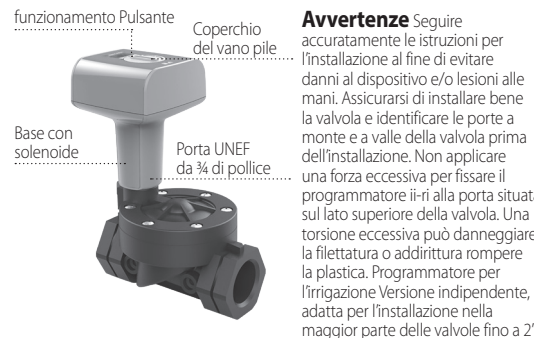 funzionamento Pulsante
Coperchio
del vano pile
Base con
solenoide
Porta UNEF
da ¾ di pollice
Avvertenze Seguire
accuratamente le istruzioni per
l’installazione al fine di evitare
danni al dispositivo e/o lesioni alle
mani. Assicurarsi di installare bene
la valvola e identificare le porte a
monte e a valle della valvola prima
dell’installazione. Non applicare
una forza eccessiva per fissare il
programmatore ii-ri alla porta situata
sul lato superiore della valvola. Una
torsione eccessiva può danneggiare
la filettatura o addirittura rompere
la plastica. Programmatore per
l’irrigazione Versione indipendente,
adatta per l’installazione nella
maggior parte delle valvole fino a 2”